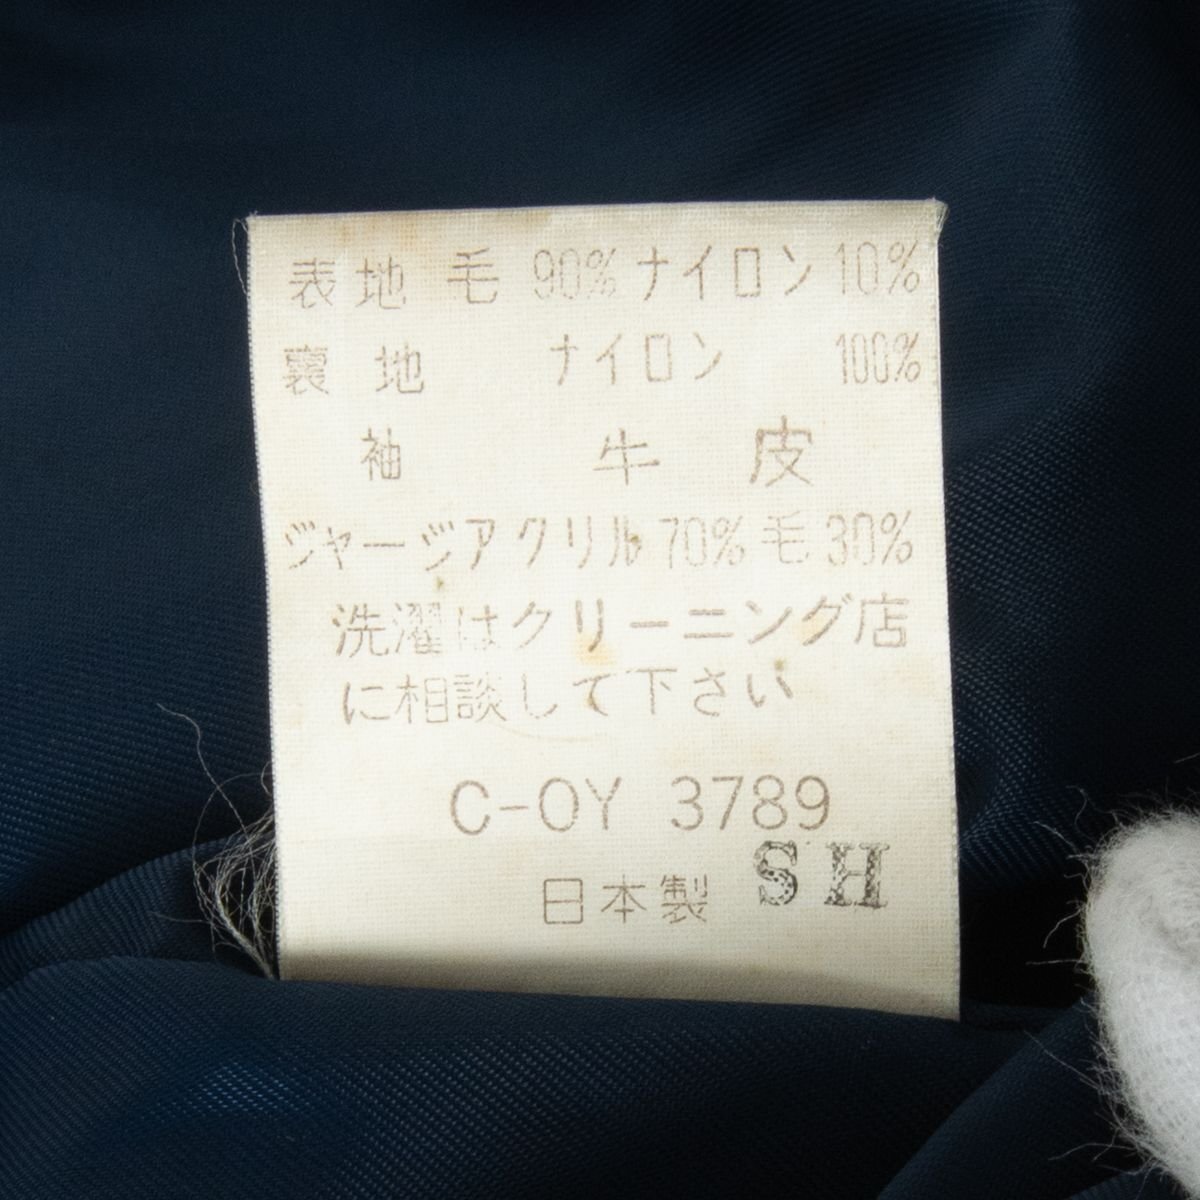 表地 毛 90% ナイロン 10%
裏地 ナイロン 100%
袖 牛皮
ジャージアクリル 70% 毛 30%
洗濯はクリーニング店
に相談して下さい
C-OY 3789
日本製 SH